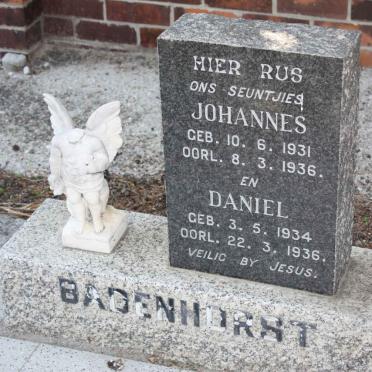 HIER RUS
ONS SEUNTJIES
JOHANNES
GEB. 10. 6. 1931
OORL. 8. 3. 1936.
EN
DANIEL
GEB. 3. 5. 1934
OORL. 22. 3. 1936.
VEILIG BY JESUS.
BADENHORST